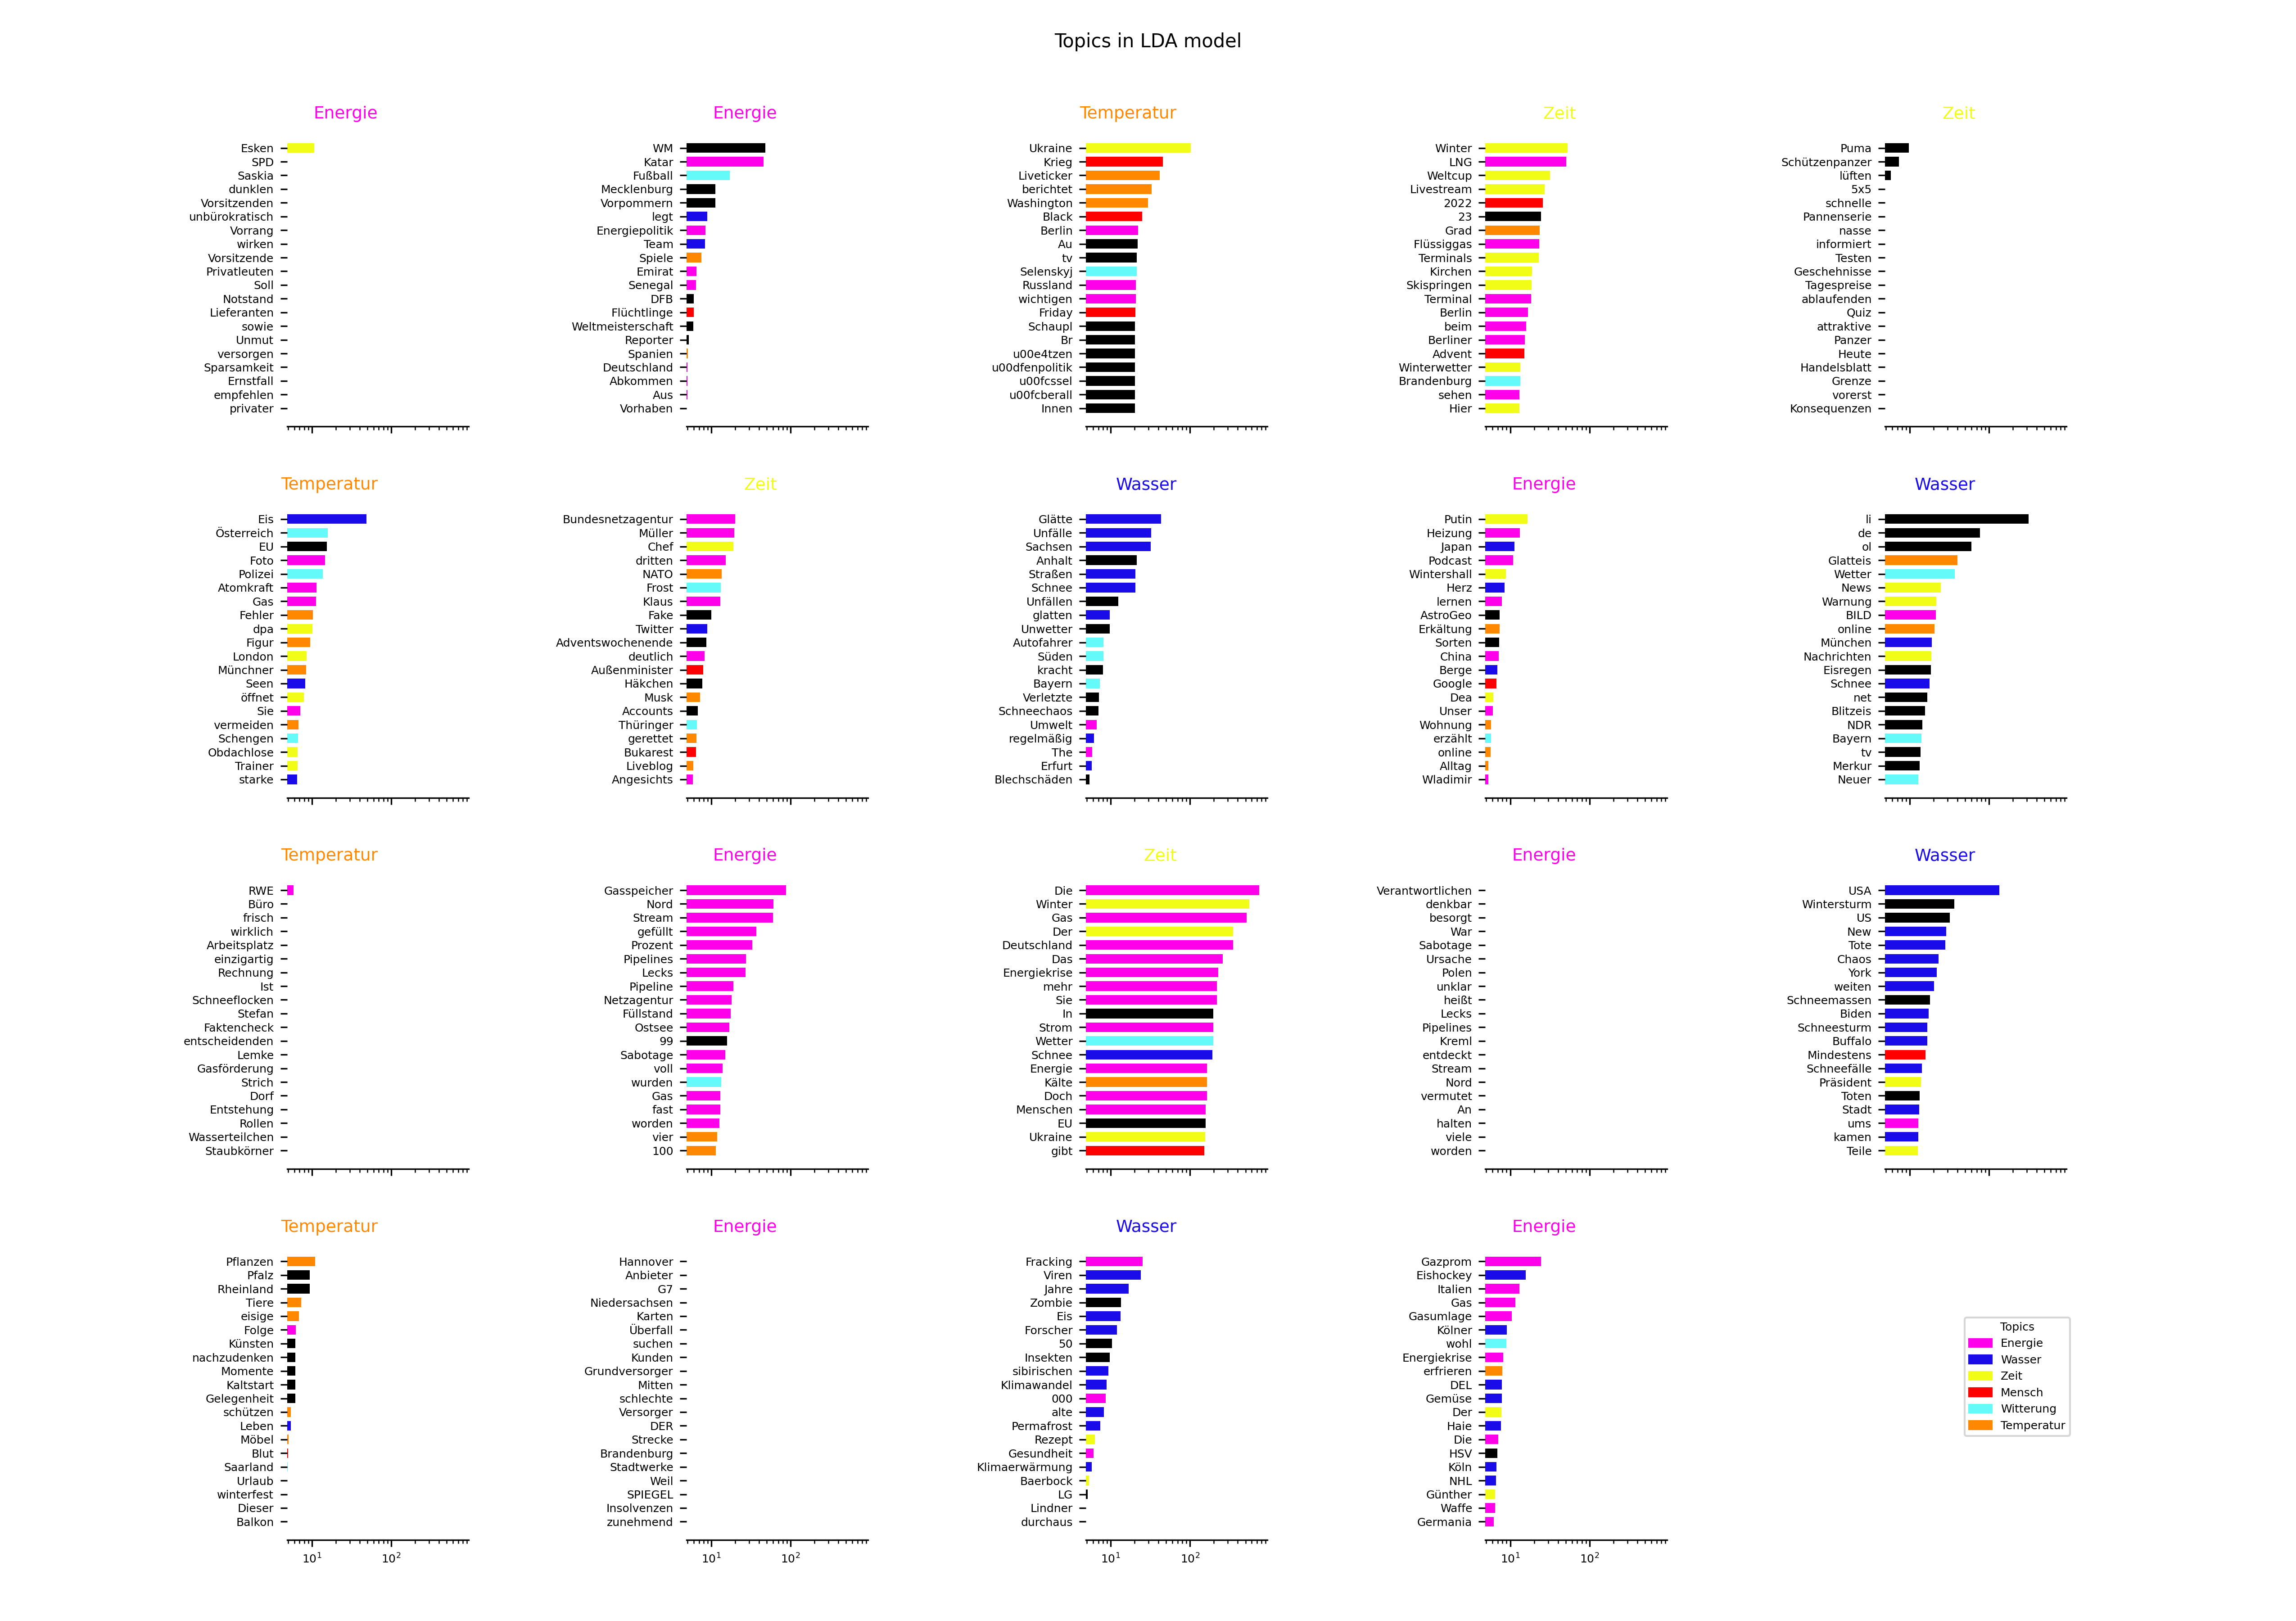 Topics in LDA model
Energie
Esken
SPD
Saskia
dunklen
Vorsitzenden
unbürokratisch
Vorrang
wirken
Vorsitzende
Privatleuten
Soll
Notstand
Lieferanten
sowie
Unmut
versorgen
Sparsamkeit
Ernstfall
empfehlen
privater
Energie
WM
Katar
Fußball
Mecklenburg
Vorpommern
legt
Energiepolitik
Team
Spiele
Emirat
Senegal
DFB
Flüchtlinge
Weltmeisterschaft
Reporter
Spanien
Deutschland
Abkommen
Aus
Vorhaben
Temperatur
Ukraine
Krieg
Liveticker
berichtet
Washington
Black
Berlin
Au
tv
Selenskyj
Russland
wichtigen
Friday
Schaupl
Br
u00e4tzen
u00dfenpolitik
u00fcssel
u00fcberall
Innen
Zeit
Winter
LNG
Weltcup
Livestream
2022
23
Grad
Flüssiggas
Terminals
Kirchen
Skispringen
Terminal
Berlin
beim
Berliner
Advent
Winterwetter
Brandenburg
sehen
Hier
Zeit
Puma
Schützenpanzer
lüften
5x5
schnelle
Pannenserie
nasse
informiert
Testen
Geschehnisse
Tagespreise
ablaufenden
Quiz
attraktive
Panzer
Heute
Handelsblatt
Grenze
vorerst
Konsequenzen
Temperatur
Eis
Österreich
EU
Foto
Polizei
Atomkraft
Gas
Fehler
dpa
Figur
London
Münchner
Seen
öffnet
Sie
vermeiden
Schengen
Obdachlose
Trainer
starke
Zeit
Bundesnetzagentur
Müller
Chef
dritten
NATO
Frost
Klaus
Fake
Twitter
Adventswochenende
deutlich
Außenminister
Häkchen
Musk
Accounts
Thüringer
gerettet
Bukarest
Liveblog
Angesichts
Wasser
Glätte
Unfälle
Sachsen
Anhalt
Straßen
Schnee
Unfällen
glatten
Unwetter
Autofahrer
Süden
kracht
Bayern
Verletzte
Schneechaos
Umwelt
regelmäßig
The
Erfurt
Blechschäden
Energie
Putin
Heizung
Japan
Podcast
Wintershall
Herz
lernen
AstroGeo
Erkältung
Sorten
China
Berge
Google
Dea
Unser
Wohnung
erzählt
online
Alltag
Wladimir
Wasser
li
de
ol
Glatteis
Wetter
News
Warnung
BILD
online
München
Nachrichten
Eisregen
Schnee
net
Blitzeis
NDR
Bayern
tv
Merkur
Neuer
Temperatur
RWE
Büro
frisch
wirklich
Arbeitsplatz
einzigartig
Rechnung
Ist
Schneeflocken
Stefan
Faktencheck
entscheidenden
Lemke
Gasförderung
Strich
Dorf
Entstehung
Rollen
Wasserteilchen
Staubkörner
Energie
Gasspeicher
Nord
Stream
gefüllt
Prozent
Pipelines
Lecks
Pipeline
Netzagentur
Füllstand
Ostsee
99
Sabotage
voll
wurden
Gas
fast
worden
vier
100
Zeit
Die
Winter
Gas
Der
Deutschland
Das
Energiekrise
mehr
Sie
In
Strom
Wetter
Schnee
Energie
Kälte
Doch
Menschen
EU
Ukraine
gibt
Energie
Verantwortlichen
denkbar
besorgt
War
Sabotage
Ursache
Polen
unklar
heißt
Lecks
Pipelines
Kreml
entdeckt
Stream
Nord
vermutet
An
halten
viele
worden
Wasser
USA
Wintersturm
US
New
Tote
Chaos
York
weiten
Schneemassen
Biden
Schneesturm
Buffalo
Mindestens
Schneefälle
Präsident
Toten
Stadt
ums
kamen
Teile
Temperatur
Pflanzen
Pfalz
Rheinland
Tiere
eisige
Folge
Künsten
nachzudenken
Momente
Kaltstart
Gelegenheit
schützen
Leben
Möbel
Blut
Saarland
Urlaub
winterfest
Dieser
Balkon
10¹ 10²
Energie
Hannover
Anbieter
G7
Niedersachsen
Karten
Überfall
suchen
Kunden
Grundversorger
Mitten
schlechte
Versorger
DER
Strecke
Brandenburg
Stadtwerke
Weil
SPIEGEL
Insolvenzen
zunehmend
10¹ 10²
Wasser
Fracking
Viren
Jahre
Zombie
Eis
Forscher
50
Insekten
sibirischen
Klimawandel
000
alte
Permafrost
Rezept
Gesundheit
Klimaerwärmung
Baerbock
LG
Lindner
durchaus
10¹ 10²
Energie
Gazprom
Eishockey
Italien
Gas
Gasumlage
Kölner
wohl
Energiekrise
erfrieren
DEL
Gemüse
Der
Haie
Die
HSV
Köln
NHL
Günther
Waffe
Germania
10¹ 10²
Topics
Energie
Wasser
Zeit
Mensch
Witterung
Temperatur